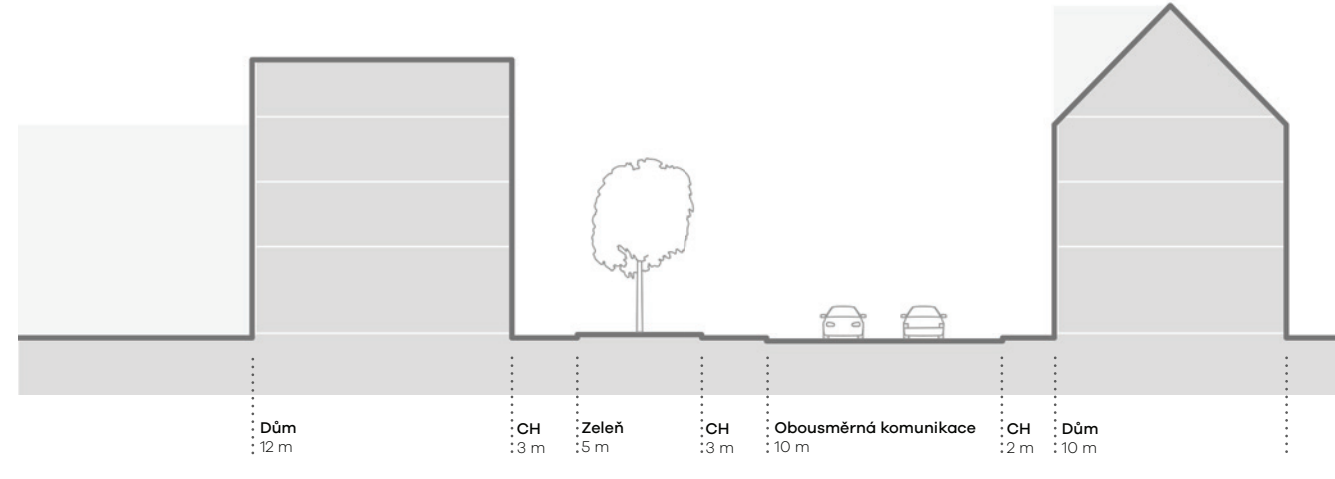 Dům
12 m
CH
3 m
Zeleň
5 m
CH
3 m
Obousměrná komunikace
10 m
CH
2 m
Dům
10 m